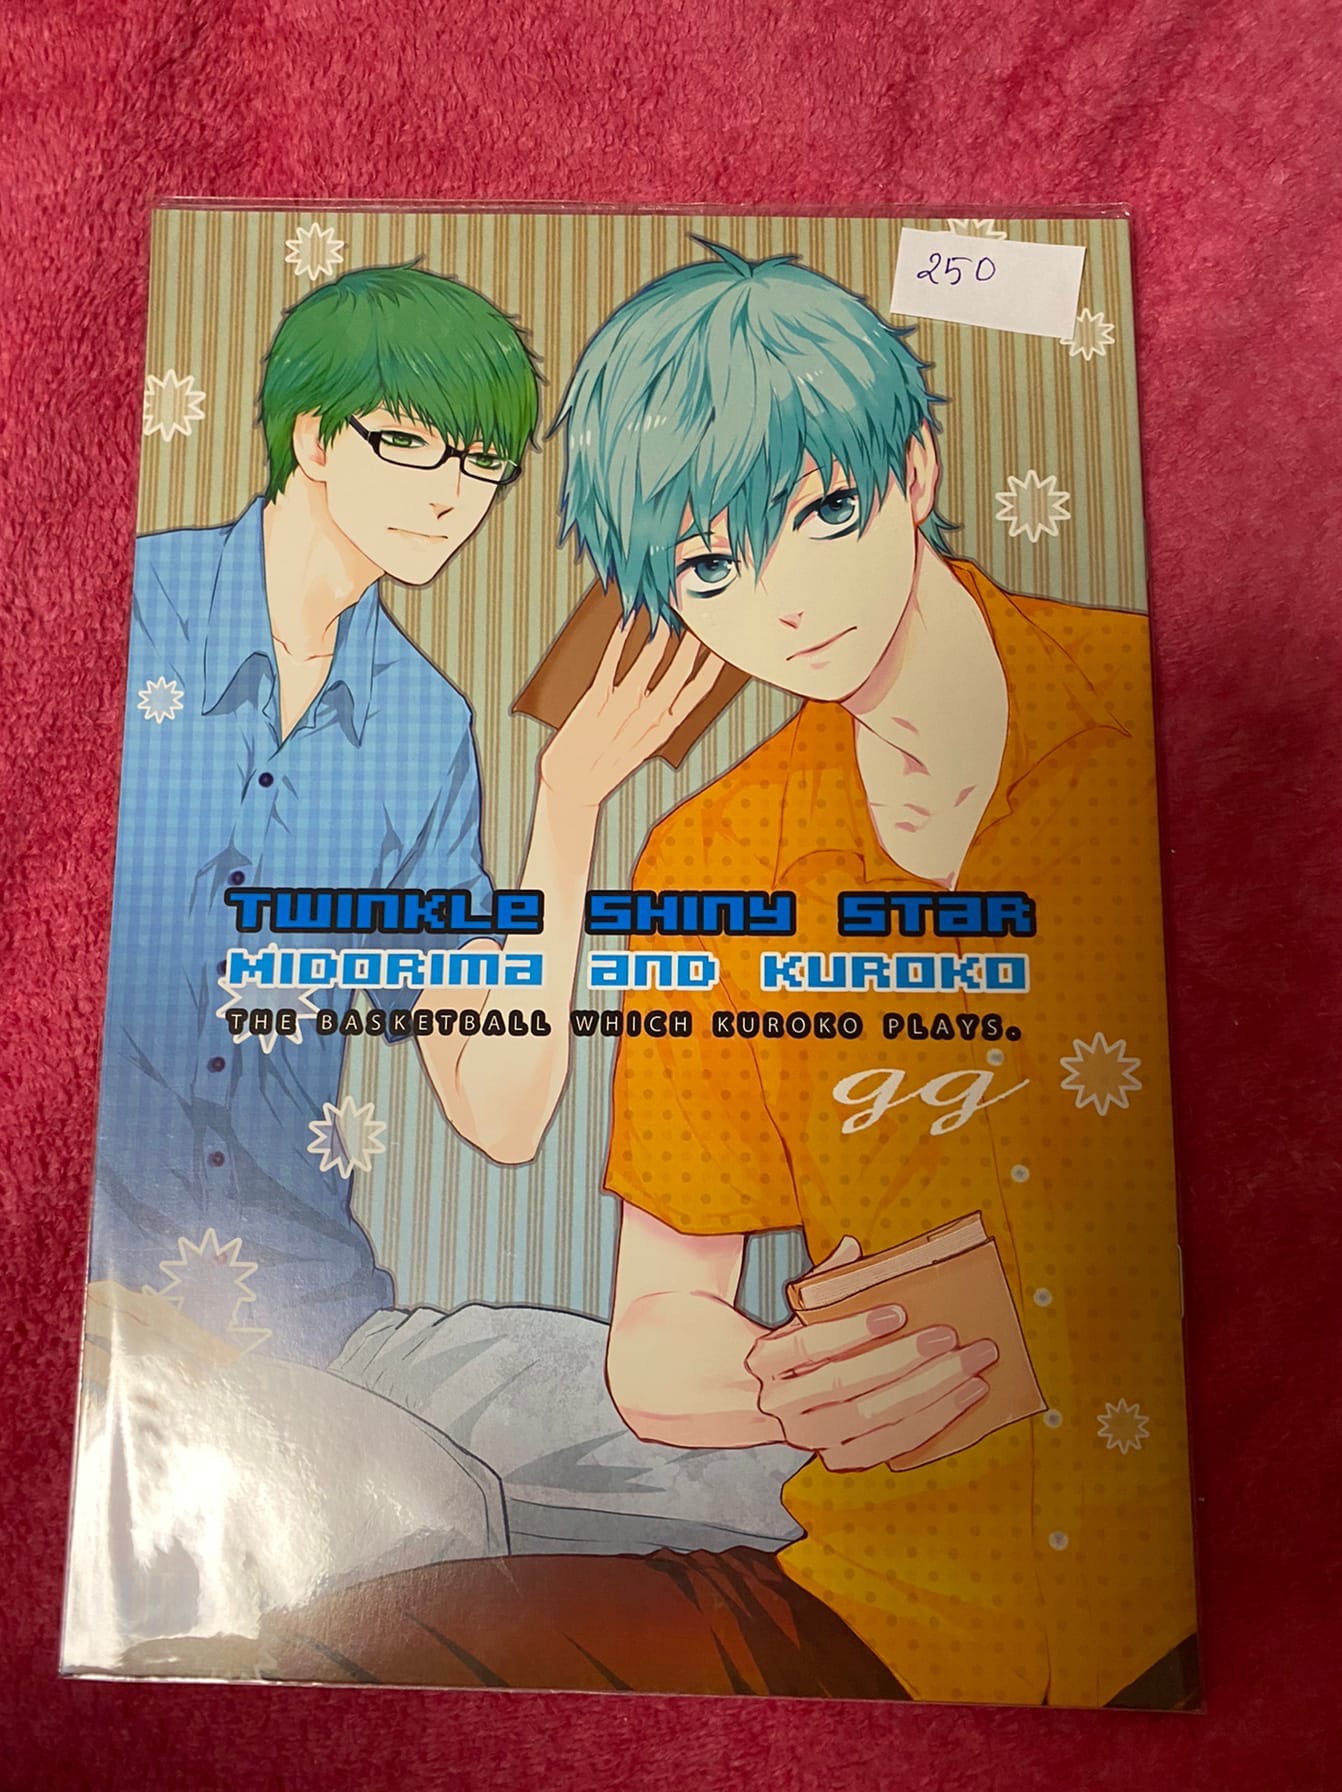 250
TWINKLE SHINY STAR
MIDORIMA AND KUROKO
THE BASKETBALL WHICH KUROKO PLAYS.
gg